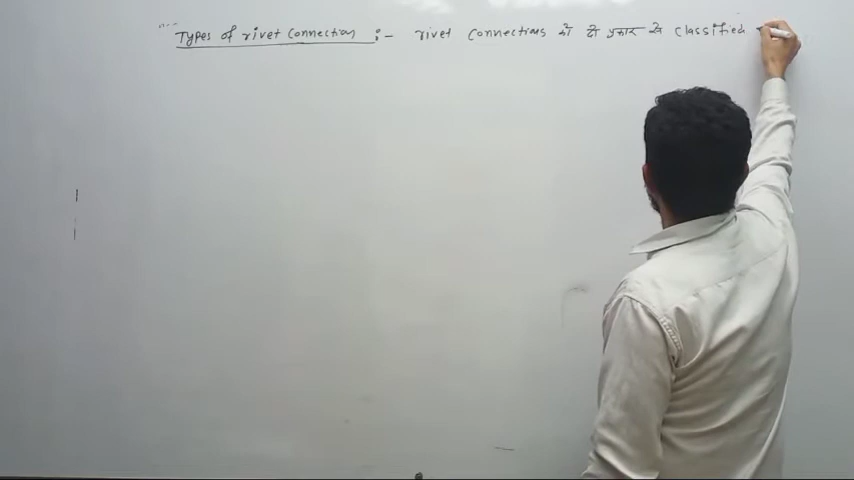 Types of rivet Connection :- rivet Connections को दो प्रकार से Classified